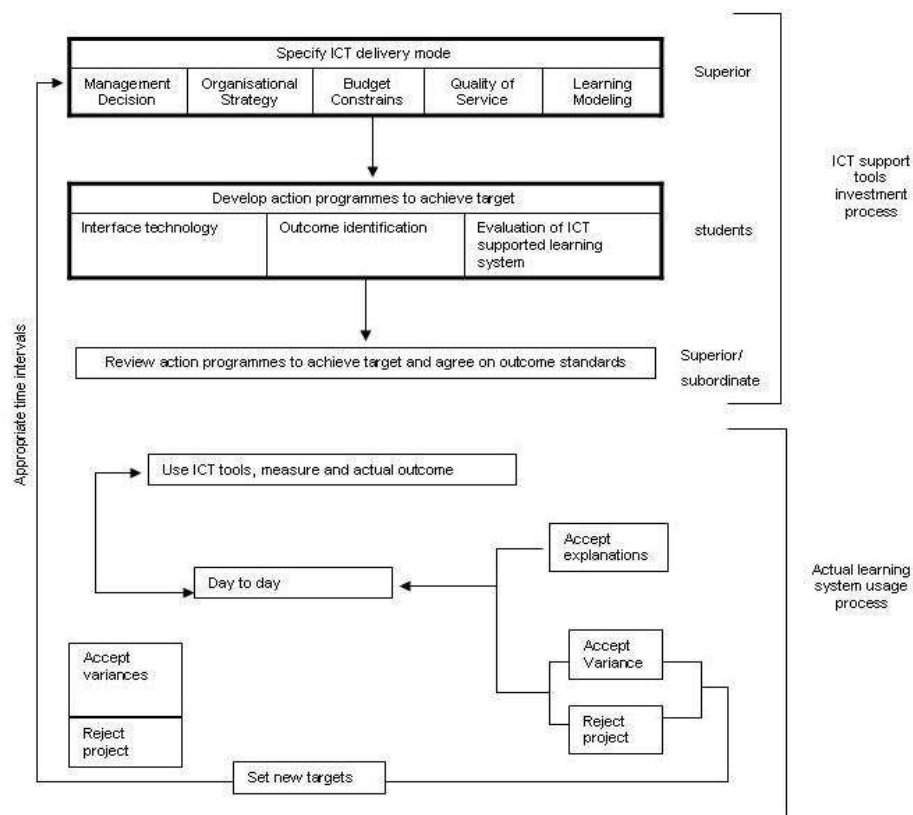 Specify ICT delivery mode
Management
Decision
Organisational
Strategy
Budget
Constrains
Quality of
Service
Learning
Modeling
Superior
Develop action programmes to achieve target
Interface technology
Outcome identification
Evaluation of ICT
supported learning
system
students
ICT support
tools
investment
process
Review action programmes to achieve target and agree on outcome standards
Superior/
subordinate
Appropriate time intervals
Use ICT tools, measure and actual outcome
Accept
explanations
Day to day
Actual learning
system usage
process
Accept
variances
Reject
project
Accept
Variance
Reject
project
Set new targets